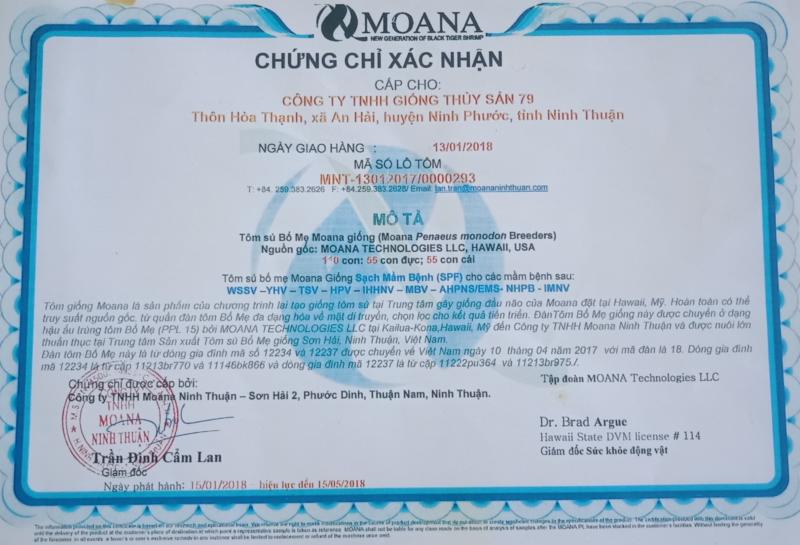 MOANA
NEW GENERATION OF BLACK TIGER SHRIMP
CHỨNG CHỈ XÁC NHẬN
CẤP CHO:
CÔNG TY TNHH GIỐNG THỦY SẢN 79
Thôn Hòa Thạnh, xã An Hải, huyện Ninh Phước, tỉnh Ninh Thuận
NGÀY GIAO HÀNG : 13/01/2018
MÃ SỐ LÔ TÔM
MNT-13012017/0000293
T: +84. 259.383.2626 F: +84.259.383.2628/ Email: lan.tran@moananinhthuan.com
MÔ TẢ
Tôm sú Bố Mẹ Moana giống (Moana Penaeus monodon Breeders)
Nguồn gốc: MOANA TECHNOLOGIES LLC, HAWAII, USA
110 con: 55 con đực; 55 con cái
Tôm sú bố mẹ Moana Giống Sạch Mầm Bệnh (SPF) cho các mầm bệnh sau:
WSSV –YHV – TSV – HPV – IHHNV – MBV – AHPNS/EMS- NHPB - IMNV
Tôm giống Moana là sản phẩm của chương trình lai tạo giống tôm sú tại Trung tâm gây giống đầu não của Moana đặt tại Hawaii, Mỹ. Hoàn toàn có thể
truy xuất nguồn gốc, từ quần đàn tôm Bố Mẹ đa dạng hóa về mặt di truyền, chọn lọc cho kết quả tiến triển. ĐànTôm Bố Mẹ giống này được chuyển ở dạng
hậu ấu trùng tôm Bố Mẹ (PPL 15) bởi MOANA TECHNOLOGIES LLC tại Kailua-Kona,Hawaii, Mỹ đến Công ty TNHH Moana Ninh Thuận và được nuôi lớn
thuần thục tại Trung tâm Sản xuất Tôm sú Bố Mẹ giống Sơn Hải, Ninh Thuận, Việt Nam.
Đàn tôm Bố Mẹ này là từ dòng gia đình mã số 12234 và 12237 được chuyển về Việt Nam ngày 10 tháng 04 năm 2017 với mã đàn là 18. Dòng gia đình
mã 12234 là từ cặp 11213br770 và 11146bk866 và dòng gia đình mã 12237 là từ cặp 11222pu364 và 11213br975./.
Chứng chỉ được cấp bởi:
Tập đoàn MOANA Technologies LLC
Công ty TNHH Moana Ninh Thuận – Sơn Hải 2, Phước Dinh, Thuận Nam, Ninh Thuận.
TNHH
MOANA
NINH THUẬN
Dr. Brad Argue
Hawaii State DVM license # 114
Giám đốc Sức khỏe động vật
Trần Đình Cẩm Lan
Giám đốc
Ngày phát hành: 15/01/2018 – hiệu lực đến 15/05/2018